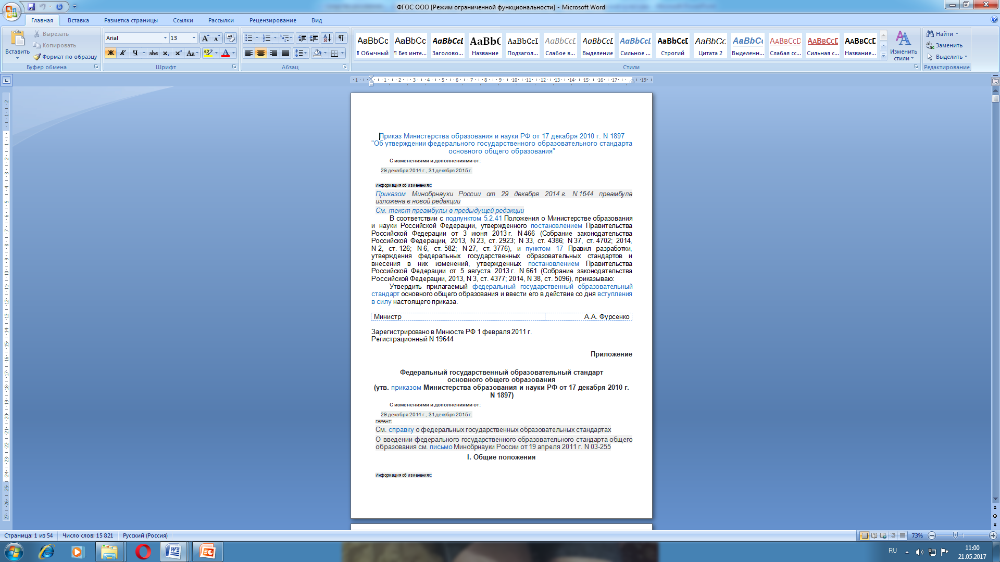 ФГОС ООО [Режим ограниченной функциональности] - Microsoft Word
Главная Вставка Разметка страницы Ссылки Рассылки Рецензирование Вид
Вставить
Вырезать
Копировать
Формат по образцу
Буфер обмена
Arial 13
Ж К Ч abc x₂ x² Aa
Шрифт
Абзац
AaBbCc AaBbCc AaBbCcL AaBbC AaBbCcD AaBbCcL AaBbCcL AaBbCcL AaBbCcD AaBbCc AaBbCc AaBbCcD AaBbCcD AaBbCcD
¶ Обычный ¶ Без инте... Заголово... Название Подзагол... Слабое в... Выделение Сильное ... Строгий Цитата 2 Выделенн... Слабая сс... Сильная с... Название...
Стили
Изменить
стили
Найти
Заменить
Выделить
Редактирование
Приказ Министерства образования и науки РФ от 17 декабря 2010 г. N 1897
"Об утверждении федерального государственного образовательного стандарта
основного общего образования"
С изменениями и дополнениями от:
29 декабря 2014 г., 31 декабря 2015 г.
Информация об изменениях:
Приказом Минобрнауки России от 29 декабря 2014 г. N 1644 преамбула
изложена в новой редакции
См. текст преамбулы в предыдущей редакции
В соответствии с подпунктом 5.2.41 Положения о Министерстве образования
и науки Российской Федерации, утвержденного постановлением Правительства
Российской Федерации от 3 июня 2013 г. N 466 (Собрание законодательства
Российской Федерации, 2013, N 23, ст. 2923; N 33, ст. 4386; N 37, ст. 4702; 2014,
N 2, ст. 126; N 6, ст. 582; N 27, ст. 3776), и пунктом 17 Правил разработки,
утверждения федеральных государственных образовательных стандартов и
внесения в них изменений, утвержденных постановлением Правительства
Российской Федерации от 5 августа 2013 г. N 661 (Собрание законодательства
Российской Федерации, 2013, N 3, ст. 4377; 2014, N 38, ст. 5096), приказываю:
Утвердить прилагаемый федеральный государственный образовательный
стандарт основного общего образования и ввести его в действие со дня вступления
в силу настоящего приказа.
Министр А.А. Фурсенко
Зарегистрировано в Минюсте РФ 1 февраля 2011 г.
Регистрационный N 19644
Приложение
Федеральный государственный образовательный стандарт
основного общего образования
(утв. приказом Министерства образования и науки РФ от 17 декабря 2010 г.
N 1897)
С изменениями и дополнениями от:
29 декабря 2014 г., 31 декабря 2015 г.
ГАРАНТ:
См. справку о федеральных государственных образовательных стандартах
О введении федерального государственного образовательного стандарта общего
образования см. письмо Минобрнауки России от 19 апреля 2011 г. N 03-255
I. Общие положения
Информация об изменениях:
Страница: 1 из 54 Число слов: 15 821 Русский (Россия) 73%
RU 11:00
21.05.2017